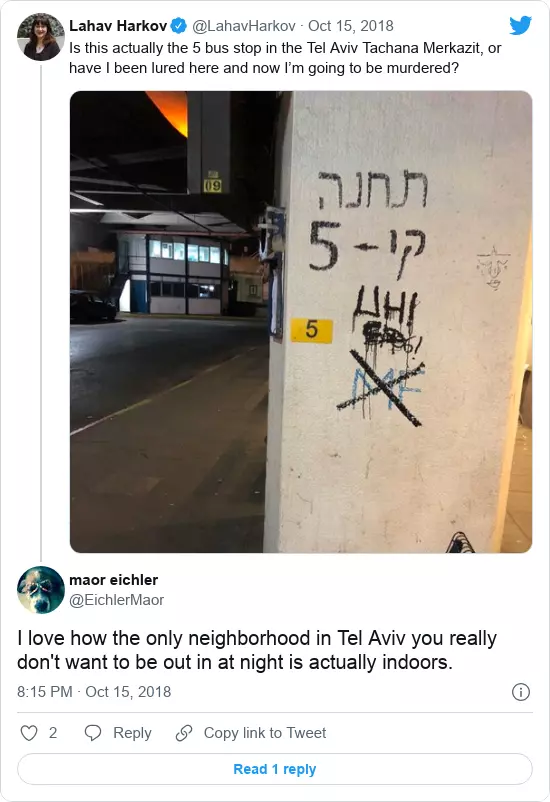 Lahav Harkov @LahavHarkov · Oct 15, 2018
Is this actually the 5 bus stop in the Tel Aviv Tachana Merkazit, or
have I been lured here and now I’m going to be murdered?
09
תחנה
קו - 5
5
maor eichler
@EichlerMaor
I love how the only neighborhood in Tel Aviv you really
don't want to be out in at night is actually indoors.
8:15 PM · Oct 15, 2018
2 Reply Copy link to Tweet
Read 1 reply